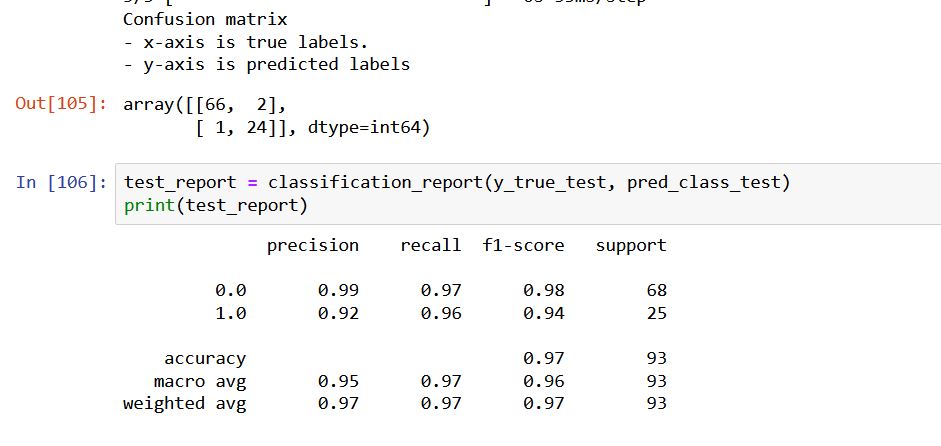 Confusion matrix
- x-axis is true labels.
- y-axis is predicted labels
Out[105]: array([[66,  2],
       [ 1, 24]], dtype=int64)
In [106]: test_report = classification_report(y_true_test, pred_class_test)
print(test_report)
precision    recall  f1-score   support
0.0       0.99      0.97      0.98        68
1.0       0.92      0.96      0.94        25
accuracy                           0.97        93
macro avg       0.95      0.97      0.96        93
weighted avg       0.97      0.97      0.97        93